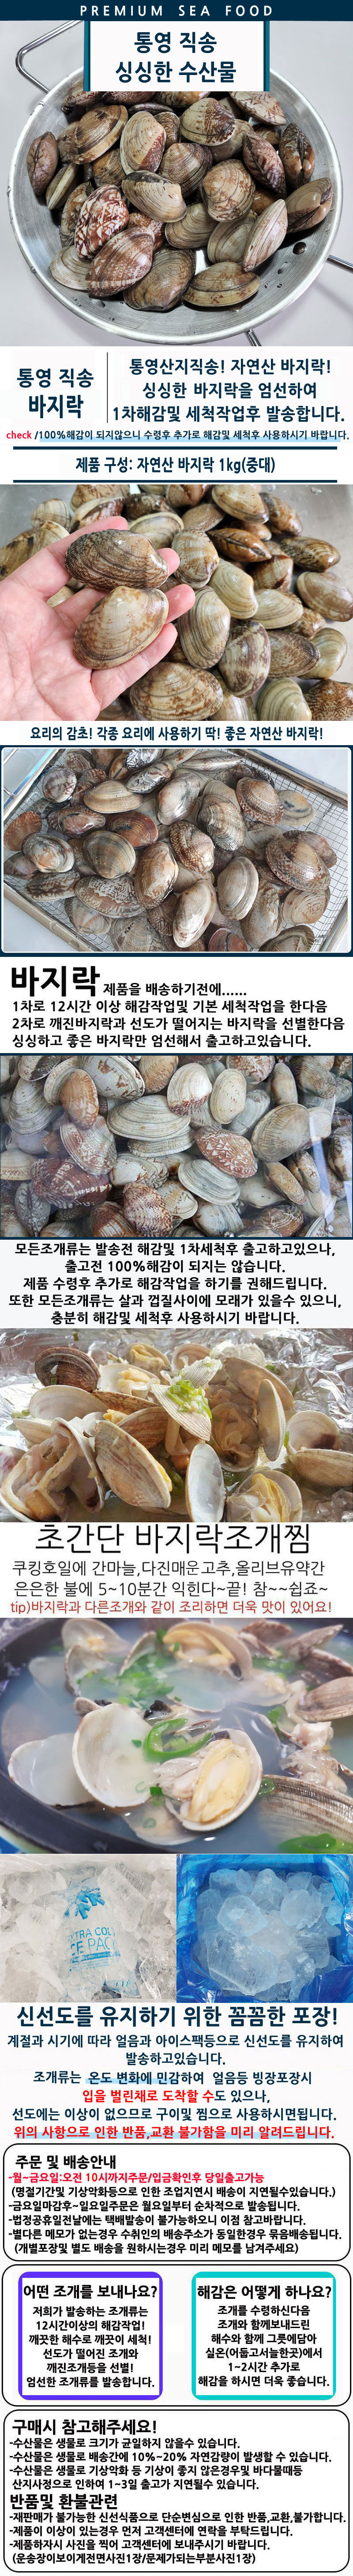 PREMIUM SEA FOOD
통영 직송
싱싱한 수산물
통영 직송
바지락
통영산지직송! 자연산 바지락!
싱싱한 바지락을 엄선하여
1차해감및 세척작업후 발송합니다.
check /100%해감이 되지않으니 수령후 추가로 해감및 세척후 사용하시기 바랍니다.
제품 구성: 자연산 바지락 1kg(중대)
요리의 감초! 각종 요리에 사용하기 딱! 좋은 자연산 바지락!
바지락 제품을 배송하기전에......
1차로 12시간 이상 해감작업및 기본 세척작업을 한다음
2차로 깨진바지락과 선도가 떨어지는 바지락을 선별한다음
싱싱하고 좋은 바지락만 엄선해서 출고하고있습니다.
모든조개류는 발송전 해감및 1차세척후 출고하고있으나,
출고전 100%해감이 되지는 않습니다.
제품 수령후 추가로 해감작업을 하기를 권해드립니다.
또한 모든조개류는 살과 껍질사이에 모래가 있을수 있으니,
충분히 해감및 세척후 사용하시기 바랍니다.
초간단 바지락조개찜
쿠킹호일에 간마늘,다진매운고추,올리브유약간
은은한 불에 5~10분간 익힌다~끝! 참~~쉽죠~
tip)바지락과 다른조개와 같이 조리하면 더욱 맛이 있어요!
EXTRA COLD
ICE PACK
신선도를 유지하기 위한 꼼꼼한 포장!
계절과 시기에 따라 얼음과 아이스팩등으로 신선도를 유지하여
발송하고있습니다.
조개류는 온도 변화에 민감하여 얼음등 빙장포장시
입을 벌린채로 도착할 수도 있으나,
선도에는 이상이 없으므로 구이및 찜으로 사용하시면됩니다.
위의 사항으로 인한 반품,교환 불가함을 미리 알려드립니다.
주문 및 배송안내
-월~금요일:오전 10시까지주문/입금확인후 당일출고가능
(명절기간및 기상악화등으로 인한 조업지연시 배송이 지연될수있습니다.)
-금요일마감후~일요일주문은 월요일부터 순차적으로 발송됩니다.
-법정공휴일전날에는 택배발송이 불가능하오니 이점 참고바랍니다.
-별다른 메모가 없는경우 수취인의 배송주소가 동일한경우 묶음배송됩니다.
(개별포장및 별도 배송을 원하시는경우 미리 메모를 남겨주세요)
어떤 조개를 보내나요?
저희가 발송하는 조개류는
12시간이상의 해감작업!
깨끗한 해수로 깨끗이 세척!
선도가 떨어진 조개와
깨진조개등을 선별!
엄선한 조개류를 발송합니다.
해감은 어떻게 하나요?
조개를 수령하신다음
조개와 함께보내드린
해수와 함께 그릇에담아
실온(어둡고서늘한곳)에서
1~2시간 추가로
해감을 하시면 더욱 좋습니다.
구매시 참고해주세요!
-수산물은 생물로 크기가 균일하지 않을수 있습니다.
-수산물은 생물로 배송간에 10%~20% 자연감량이 발생할 수 있습니다.
-수산물은 생물로 기상악화 등 기상이 좋지 않은경우및 바다물때등
산지사정으로 인하여 1~3일 출고가 지연될수 있습니다.
반품및 환불관련
-재판매가 불가능한 신선식품으로 단순변심으로 인한 반품,교환,불가합니다.
-제품이 이상이 있는경우 먼저 고객센터에 연락을 부탁드립니다.
-제품하자시 사진을 찍어 고객센터에 보내주시기 바랍니다.
(운송장이보이게전면사진1장/문제가되는부분사진1장)